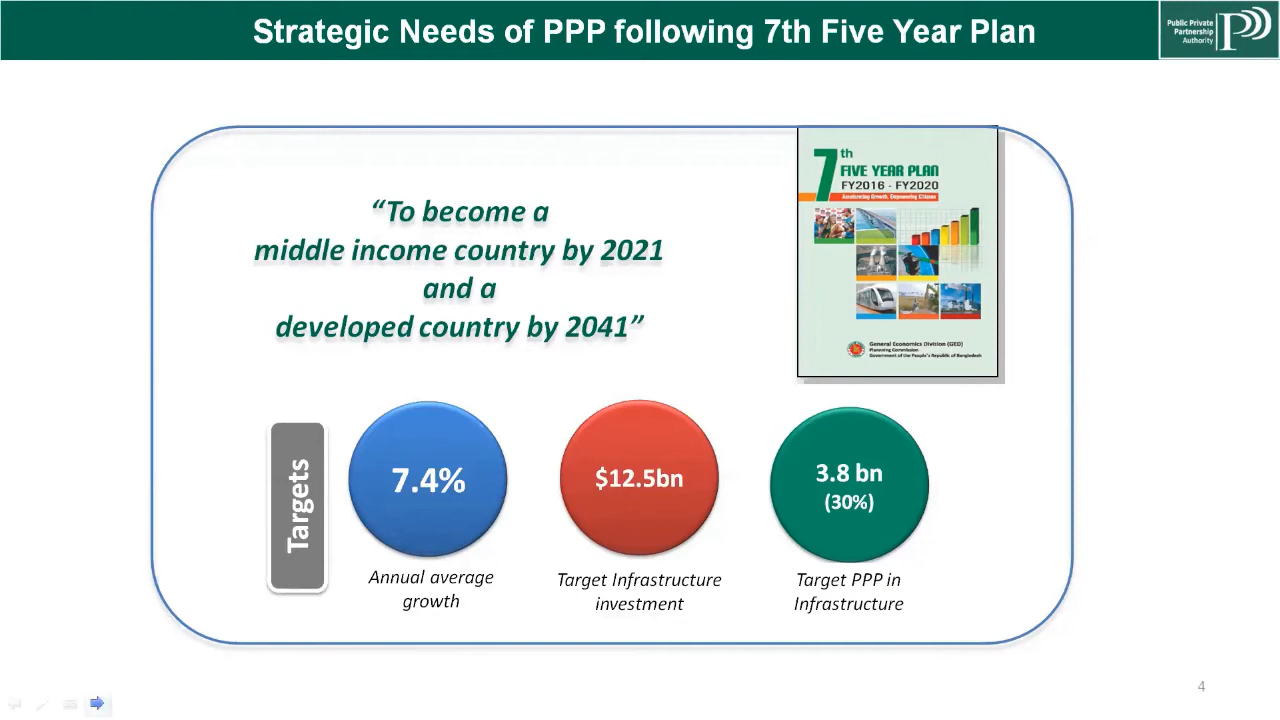 Strategic Needs of PPP following 7th Five Year Plan
Public Private
Partnership
Authority
“To become a
middle income country by 2021
and a
developed country by 2041”
7th
FIVE YEAR PLAN
FY2016 - FY2020
Accelerating Growth, Empowering Citizens
General Economics Division (GED)
Planning Commission
Government of the People's Republic of Bangladesh
Targets
7.4%
$12.5bn
3.8 bn
(30%)
Annual average
growth
Target Infrastructure
investment
Target PPP in
Infrastructure
4